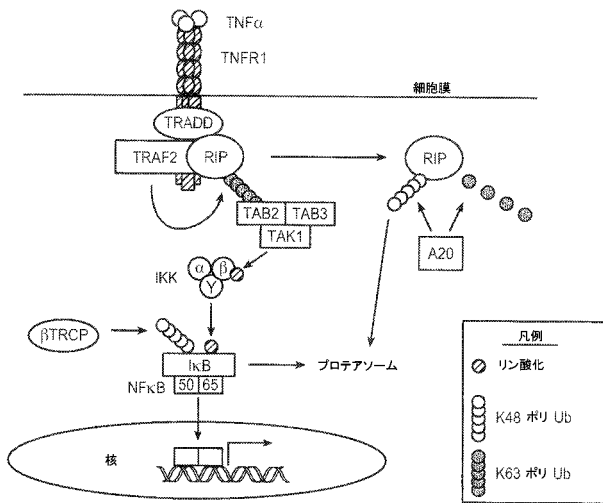 TNFα
TNFR1
細胞膜
TRADD
TRAF2
RIP
RIP
TAB2
TAB3
TAK1
A20
IKK
α
β
Y
βTRCP
IκB
プロテアソーム
NFκB
50
65
核
凡例
リン酸化
K48 ポリ Ub
K63 ポリ Ub